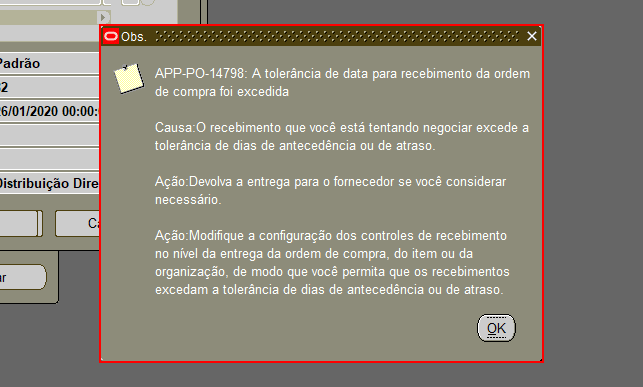 Obs.
APP-PO-14798: A tolerância de data para recebimento da ordem
de compra foi excedida
Causa:O recebimento que você está tentando negociar excede a
tolerância de dias de antecedência ou de atraso.
Ação:Devolva a entrega para o fornecedor se você considerar
necessário.
Ação:Modifique a configuração dos controles de recebimento
no nível da entrega da ordem de compra, do item ou da
organização, de modo que você permita que os recebimentos
excedam a tolerância de dias de antecedência ou de atraso.
OK
Padrão
26/01/2020 00:00:0
Distribuição Dire
Ca
ar